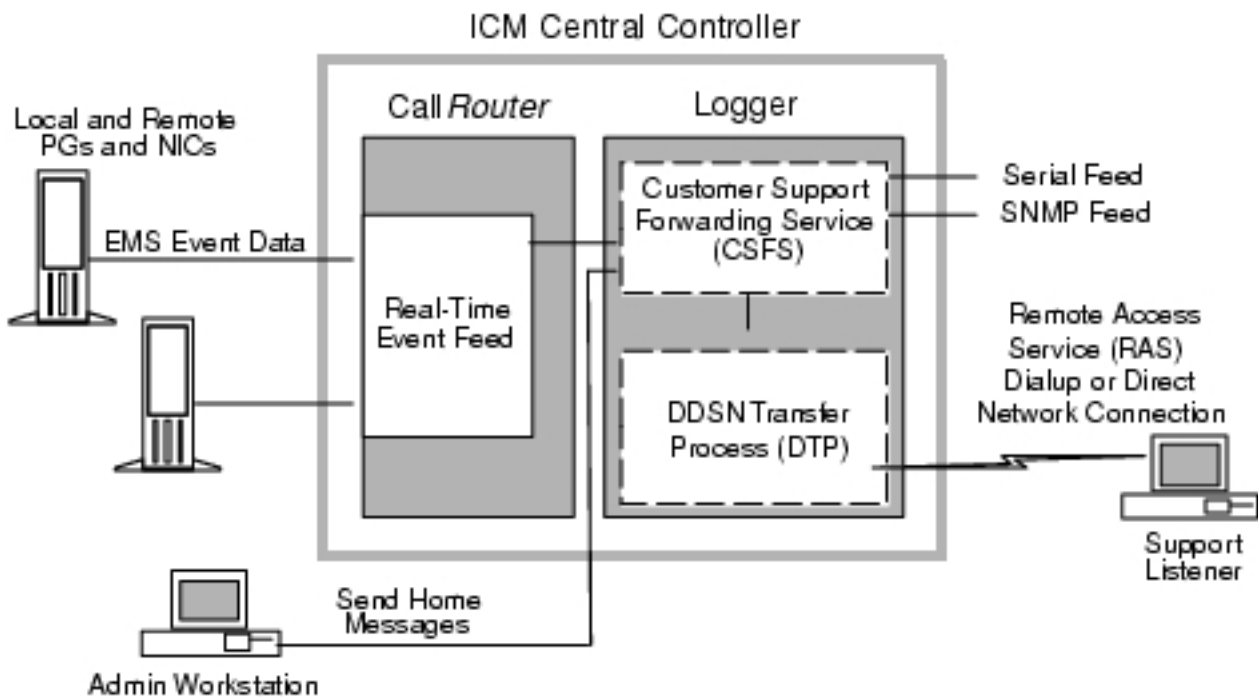 ICM Central Controller
Call Router
Logger
Local and Remote
PGs and NICs
EMS Event Data
Real-Time
Event Feed
Customer Support
Forwarding Service
(CSFS)
Serial Feed
SNMP Feed
DDSN Transfer
Process (DTP)
Remote Access
Service (RAS)
Dialup or Direct
Network Connection
Support
Listener
Send Home
Messages
Admin Workstation